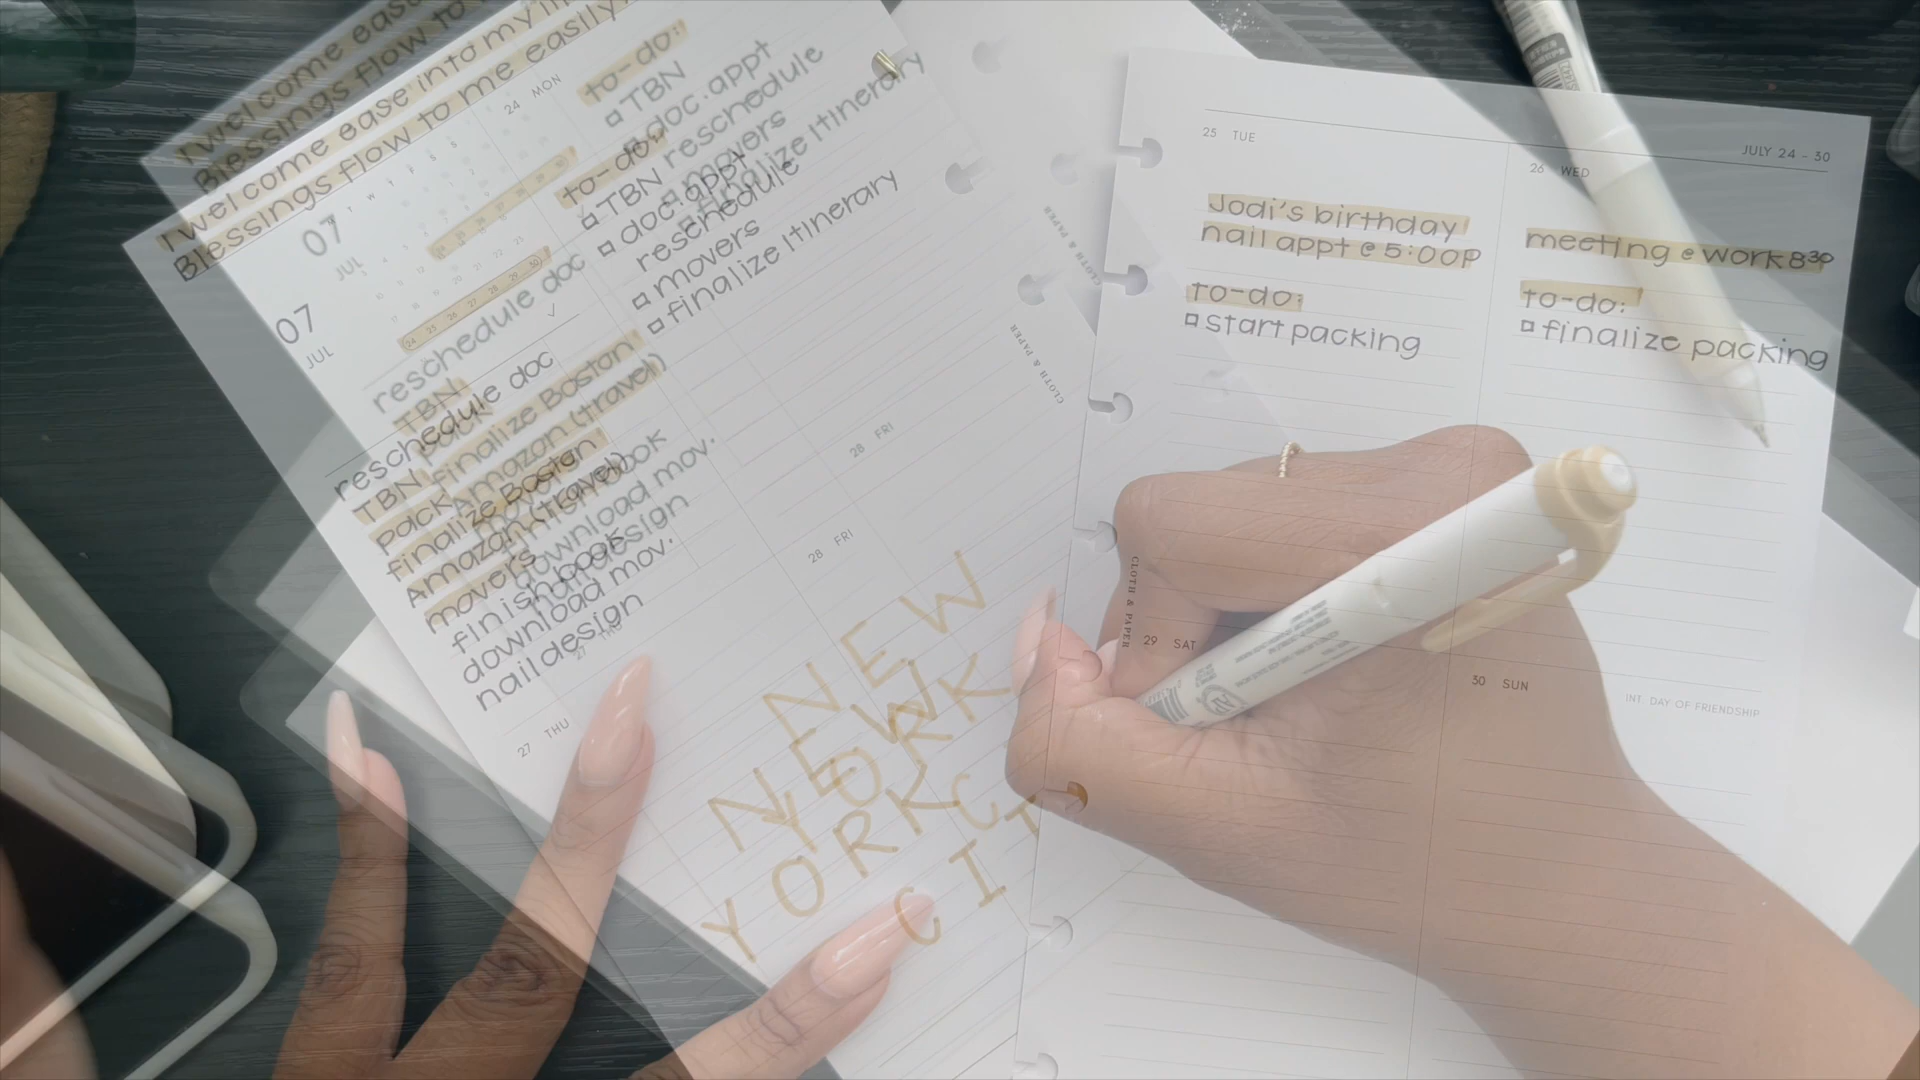 I welcome ease into my
Blessings flow to me easily
07
JUL
24 MON
to-do:
TBN
doc. appt
reschedule
movers
finalize itinerary
reschedule doc
TBN
pack
finalize Boston
Amazon (travel)
movers
finish book
download mov.
nail design
27 THU
28 FRI
NEW
YORK
CI
CLOTH & PAPER
25 TUE
Jodi's birthday
nail appt @ 5:00P
to-do:
start packing
JULY 24 - 30
26 WED
meeting @ work 830
to-do:
finalize packing
CLOTH & PAPER
29 SAT
30 SUN
INT. DAY OF FRIENDSHIP